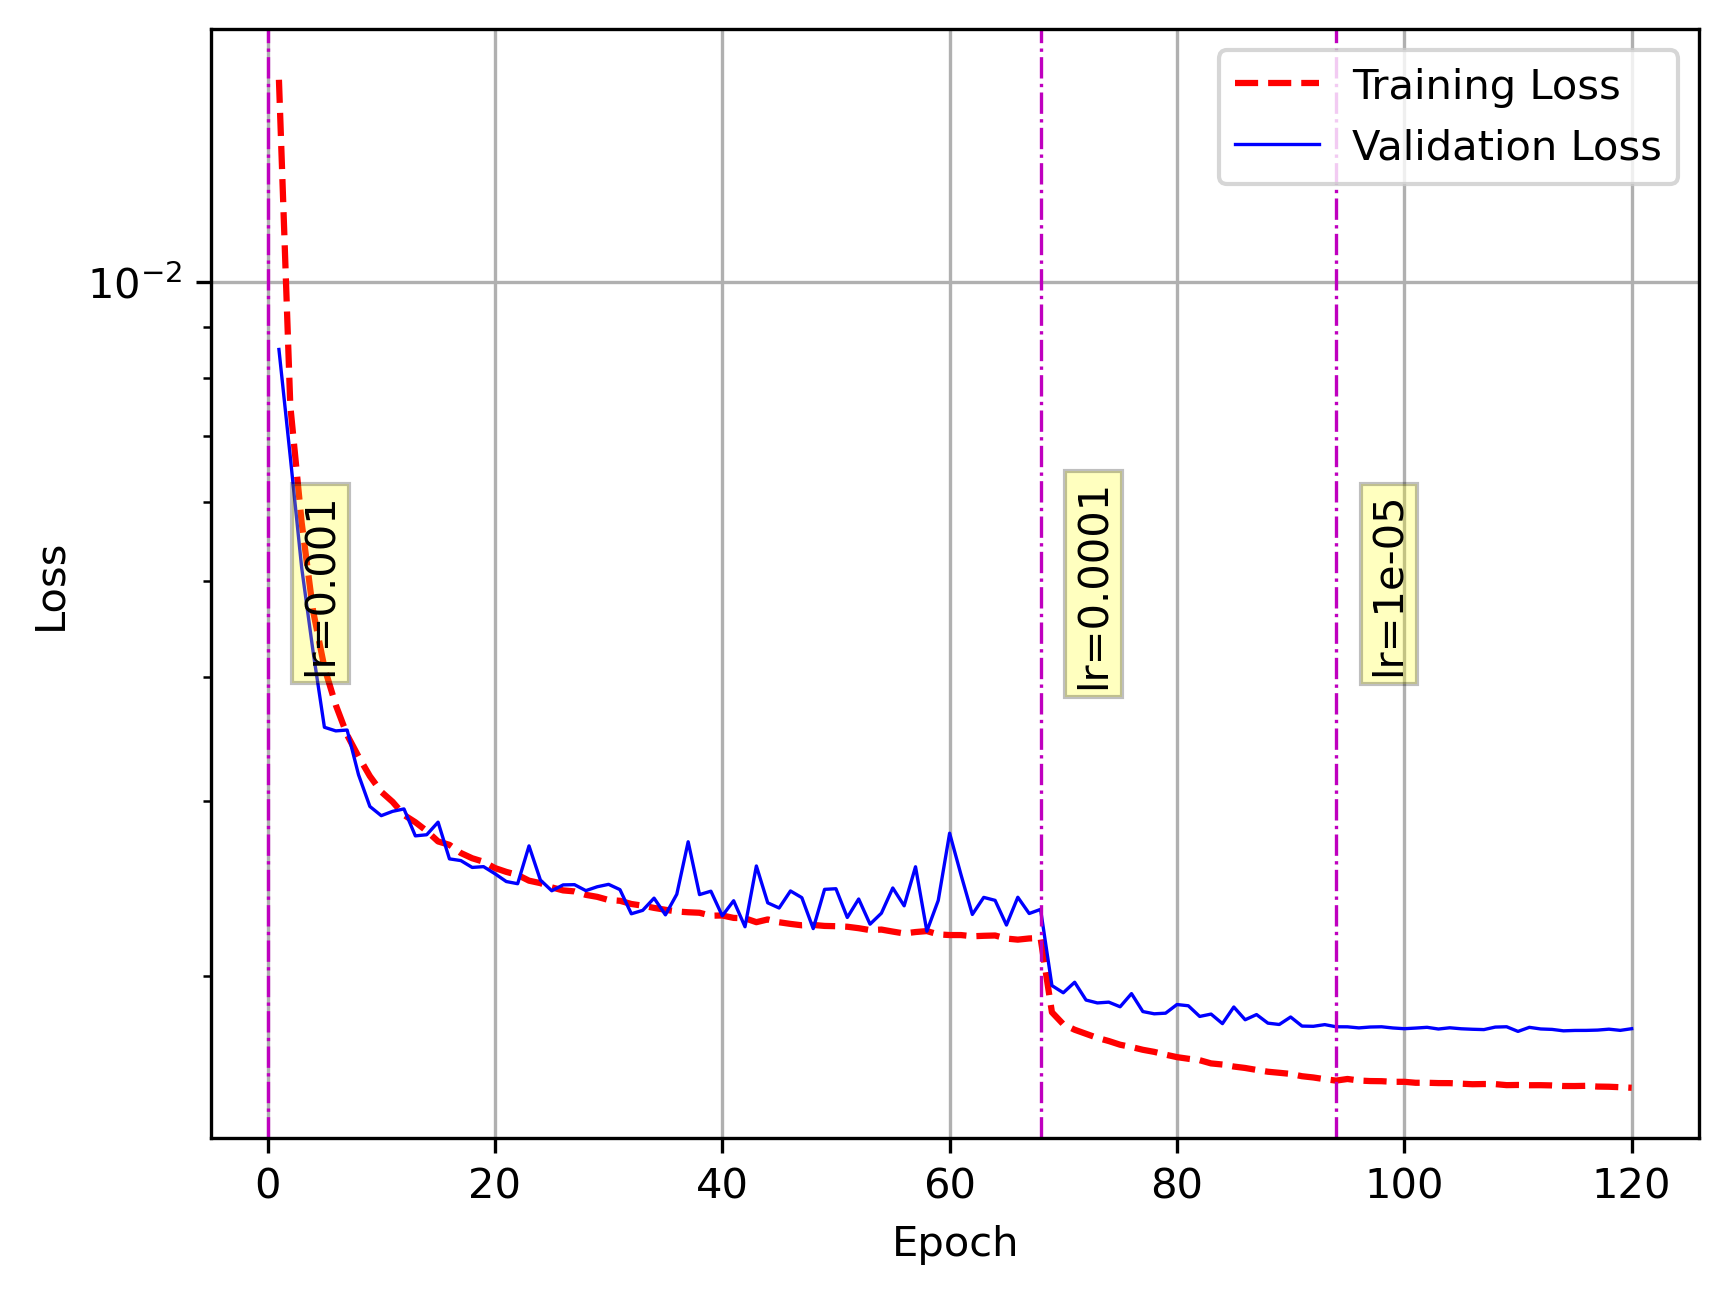 Training Loss
Validation Loss
10⁻²
Loss
lr=0.001
lr=0.0001
lr=1e-05
0 20 40 60 80 100 120
Epoch